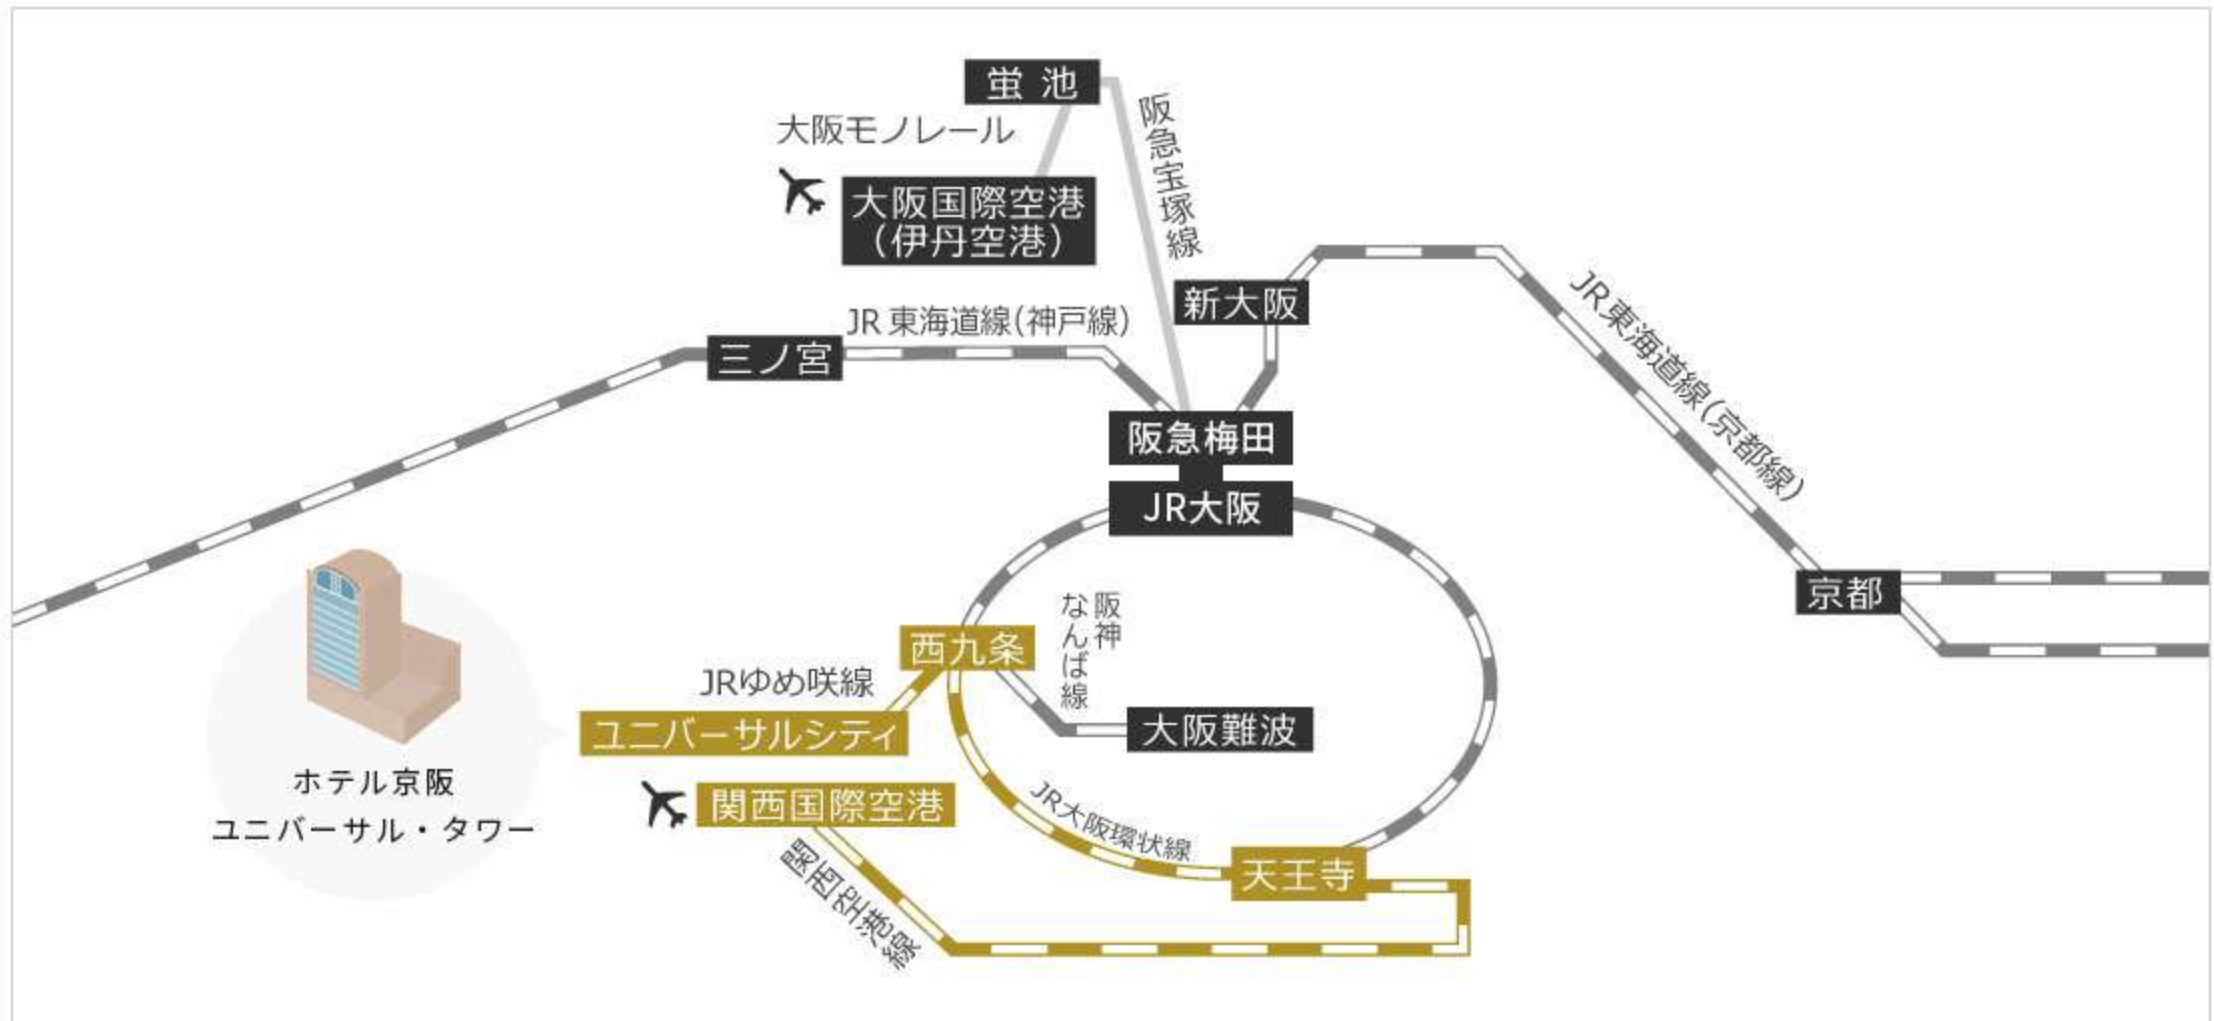 蛍池
大阪モノレール
阪急宝塚線
大阪国際空港
（伊丹空港）
新大阪
JR東海道線(京都線)
JR 東海道線(神戸線)
三ノ宮
阪急梅田
JR大阪
京都
阪神
なんば線
西九条
JRゆめ咲線
ユニバーサルシティ
大阪難波
ホテル京阪
ユニバーサル・タワー
関西国際空港
JR大阪環状線
天王寺
関西空港線